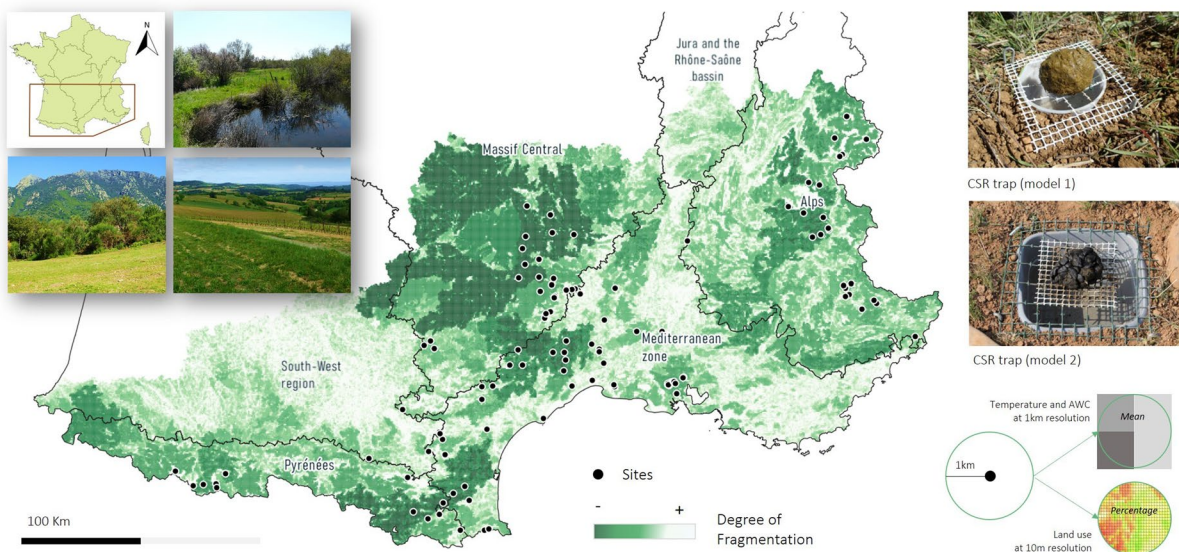 N
Jura and the
Rhône-Saône
bassin
Massif Central
Alps
CSR trap (model 1)
CSR trap (model 2)
Mediterranean
zone
South-West
region
Pyrénées
Temperature and AWC
at 1km resolution
Mean
1km
Percentage
Land use
at 10m resolution
Sites
- +
Degree of
Fragmentation
100 Km